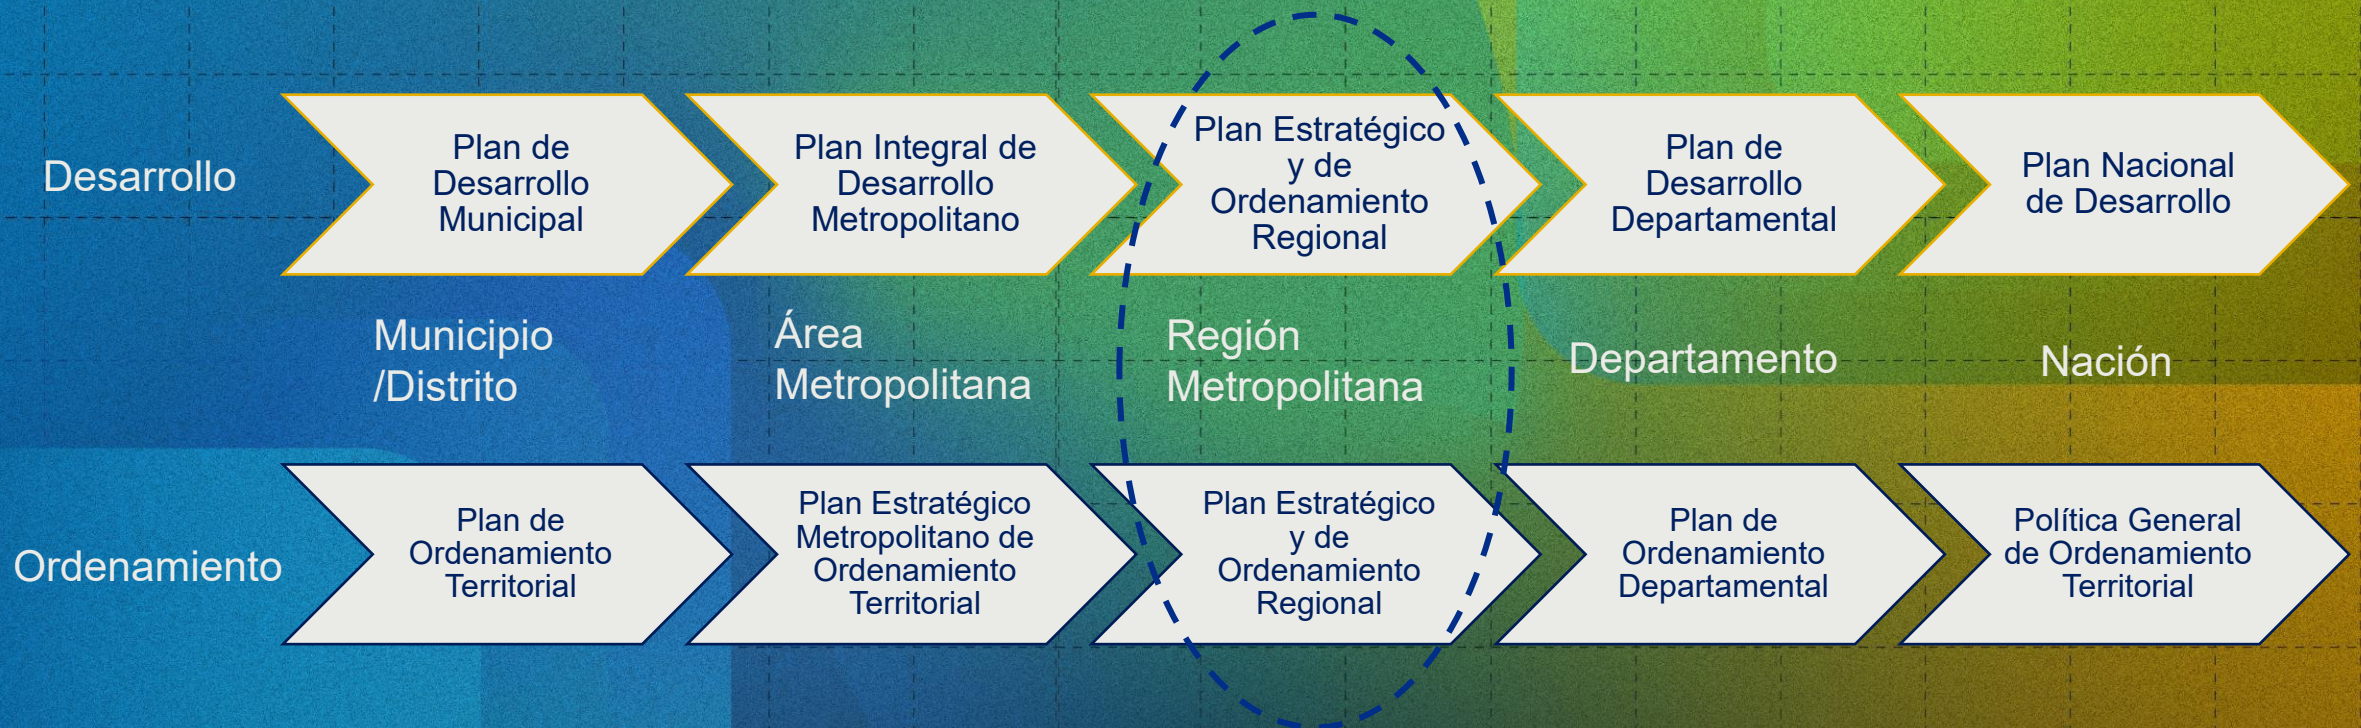 Desarrollo
Plan de
Desarrollo
Municipal
Plan Integral de
Desarrollo
Metropolitano
Plan Estratégico
y de
Ordenamiento
Regional
Plan de
Desarrollo
Departamental
Plan Nacional
de Desarrollo
Municipio
/Distrito
Área
Metropolitana
Región
Metropolitana
Departamento
Nación
Ordenamiento
Plan de
Ordenamiento
Territorial
Plan Estratégico
Metropolitano de
Ordenamiento
Territorial
Plan Estratégico
y de
Ordenamiento
Regional
Plan de
Ordenamiento
Departamental
Política General
de Ordenamiento
Territorial